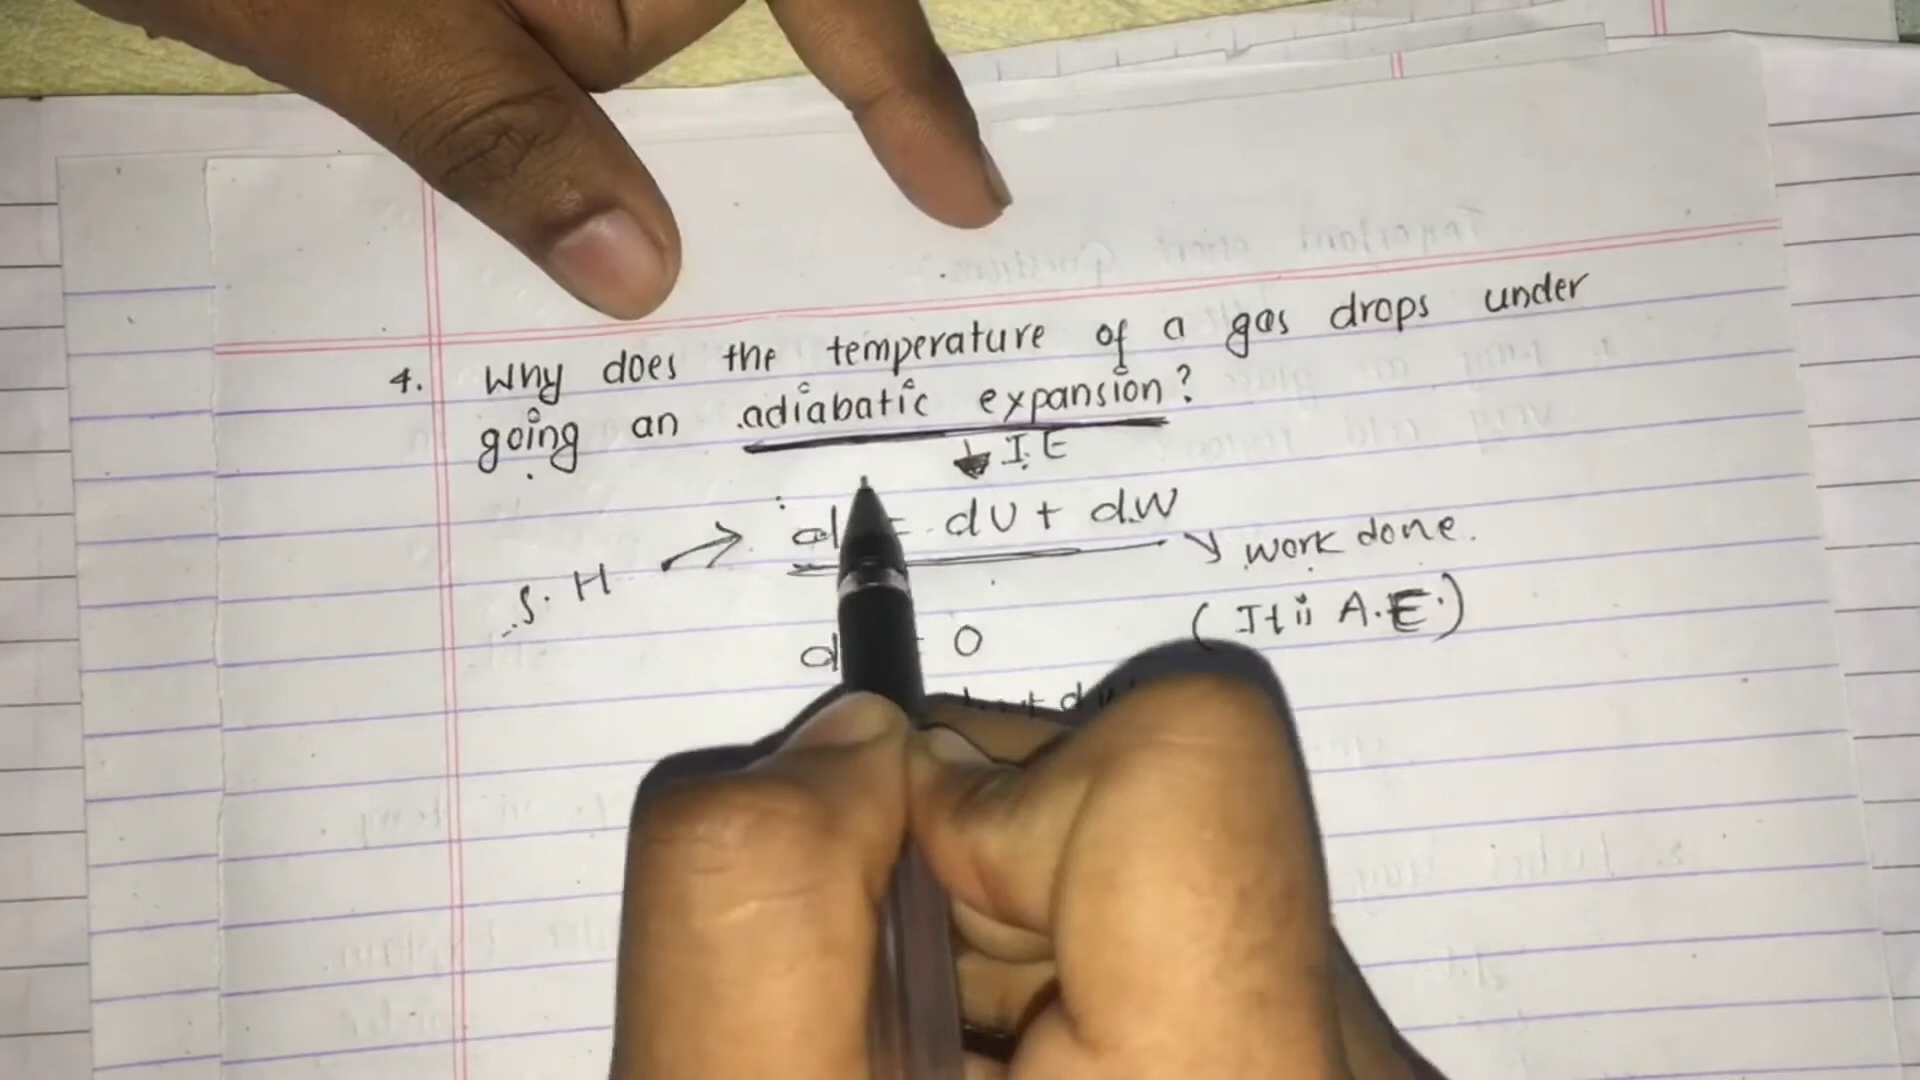 4. Why does the temperature of a gas drops under
going an adiabatic expansion?
I.E
= dU + dW
S.H
work done.
= 0
(It is A.E.)